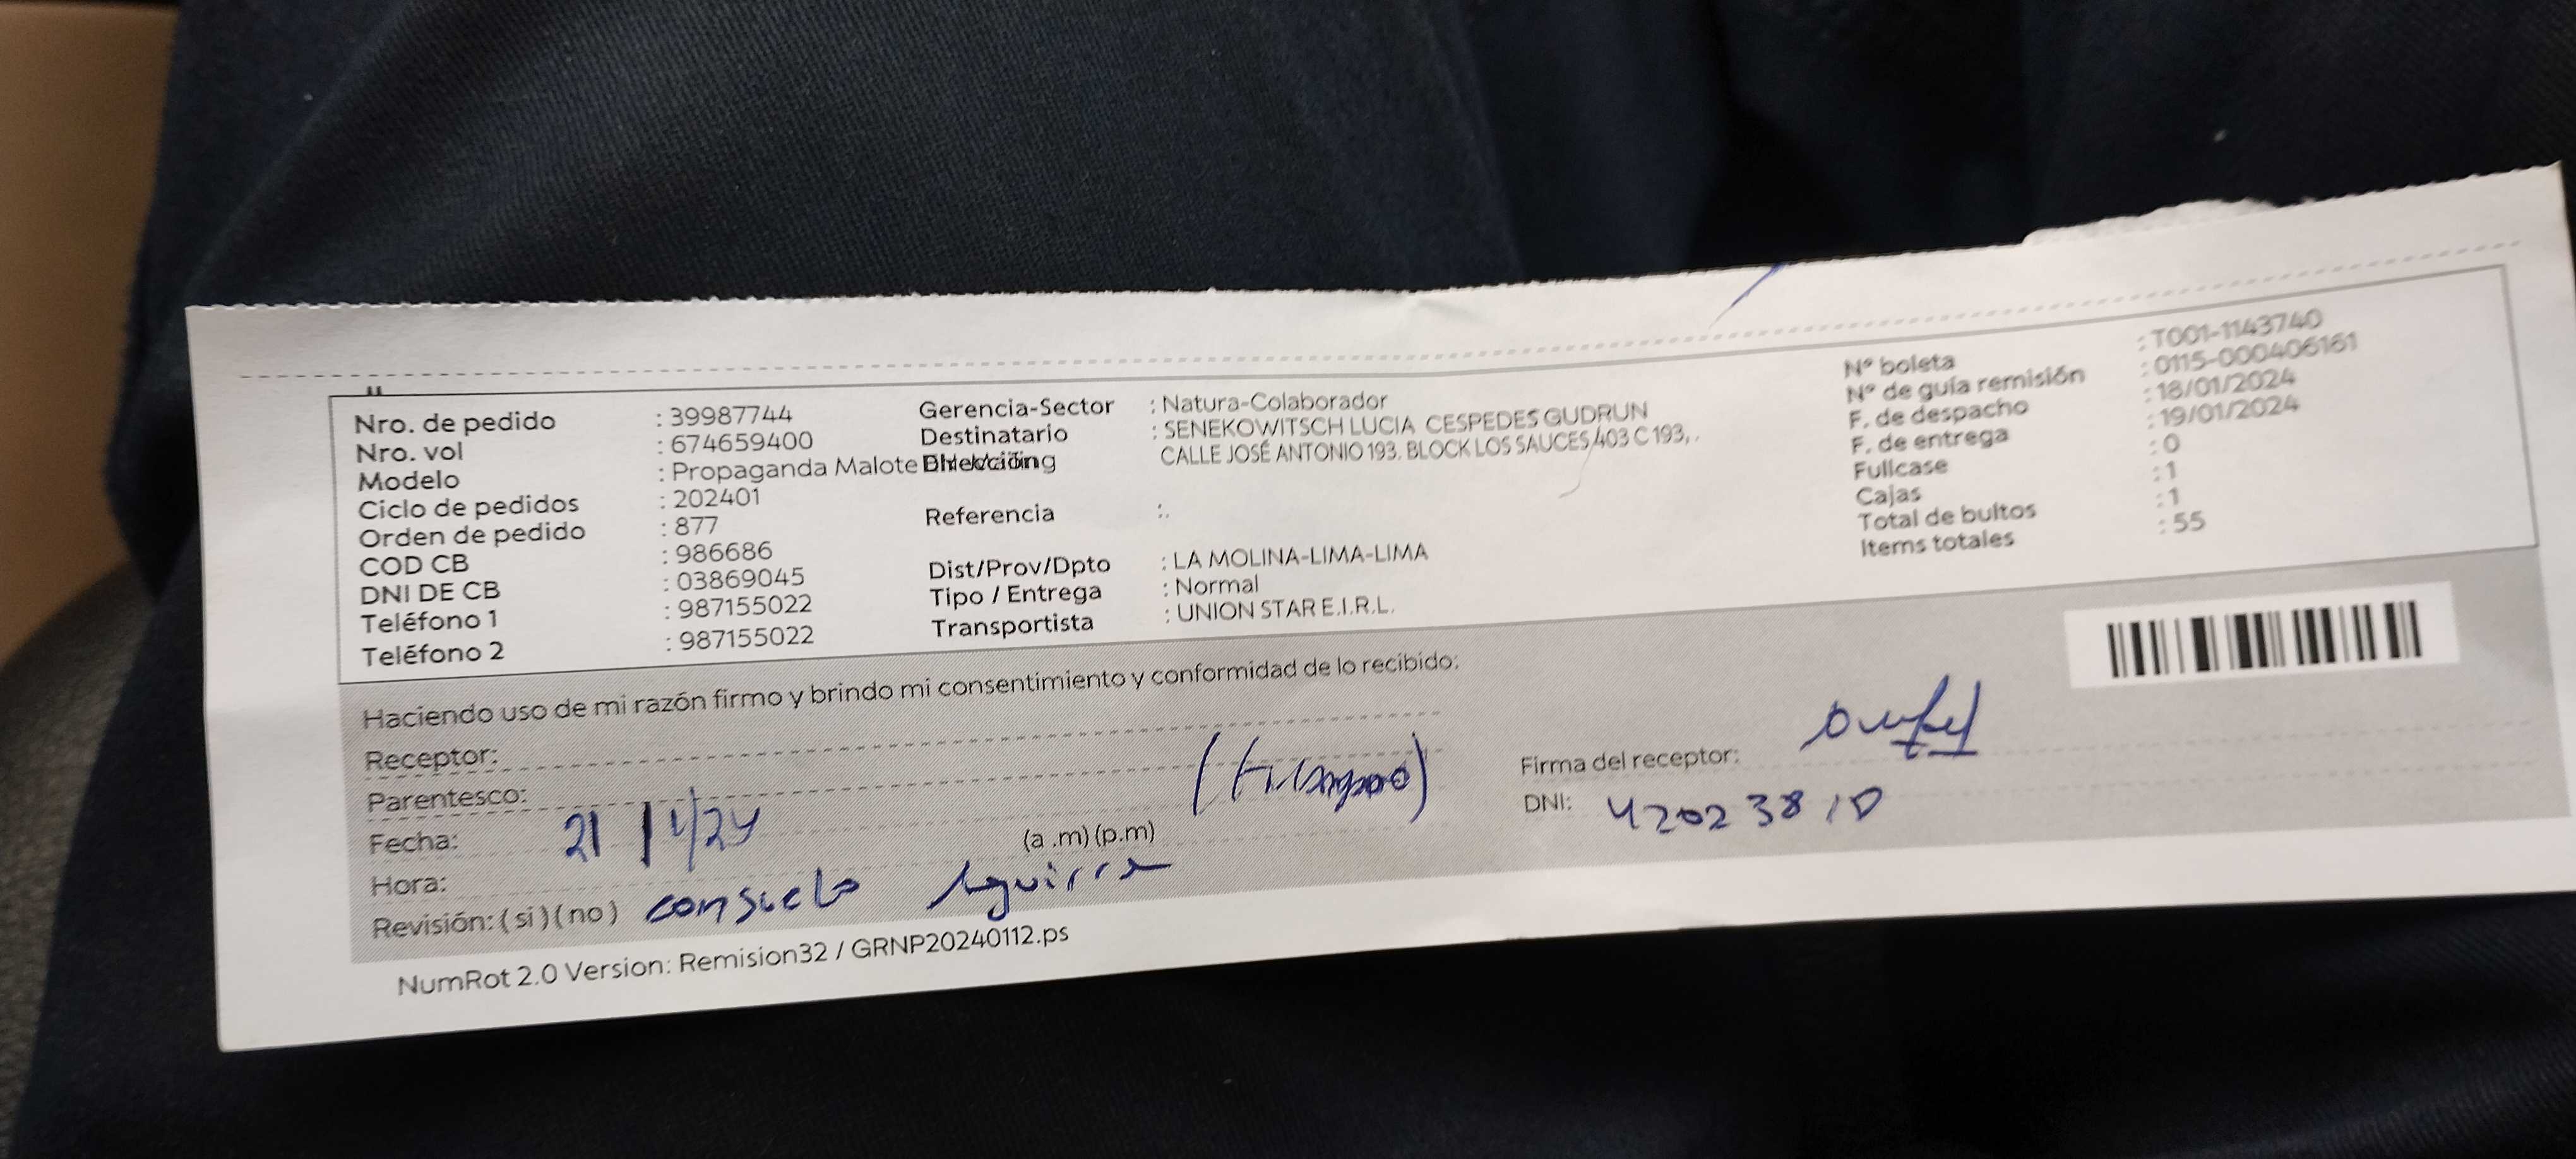 Nro. de pedido : 39987744
Nro. vol : 674659400
Modelo : Propaganda Malote
Ciclo de pedidos : 202401
Orden de pedido : 877
COD CB : 986686
DNI DE CB : 03869045
Teléfono 1 : 987155022
Teléfono 2 : 987155022
Gerencia-Sector : Natura-Colaborador
Destinatario : SENEKOWITSCH LUCIA CESPEDES GUDRUN
Dirección CALLE JOSÉ ANTONIO 193. BLOCK LOS SAUCES 403 C 193, .
Referencia : .
Dist/Prov/Dpto : LA MOLINA-LIMA-LIMA
Tipo / Entrega : Normal
Transportista : UNION STAR E.I.R.L.
Nº boleta : T001-1143740
Nº de guía remisión : 0115-000406161
F. de despacho : 18/01/2024
F. de entrega : 19/01/2024
Fullcase : 0
Cajas : 1
Total de bultos : 1
Items totales : 55
Haciendo uso de mi razón firmo y brindo mi consentimiento y conformidad de lo recibido:
Receptor:
Parentesco:
Fecha: 21 / 1/24
Hora: (a .m) (p.m)
Revisión: ( si ) ( no ) consuelo Aguirre
Firma del receptor:
DNI: 42023810
NumRot 2.0 Version: Remision32 / GRNP20240112.ps